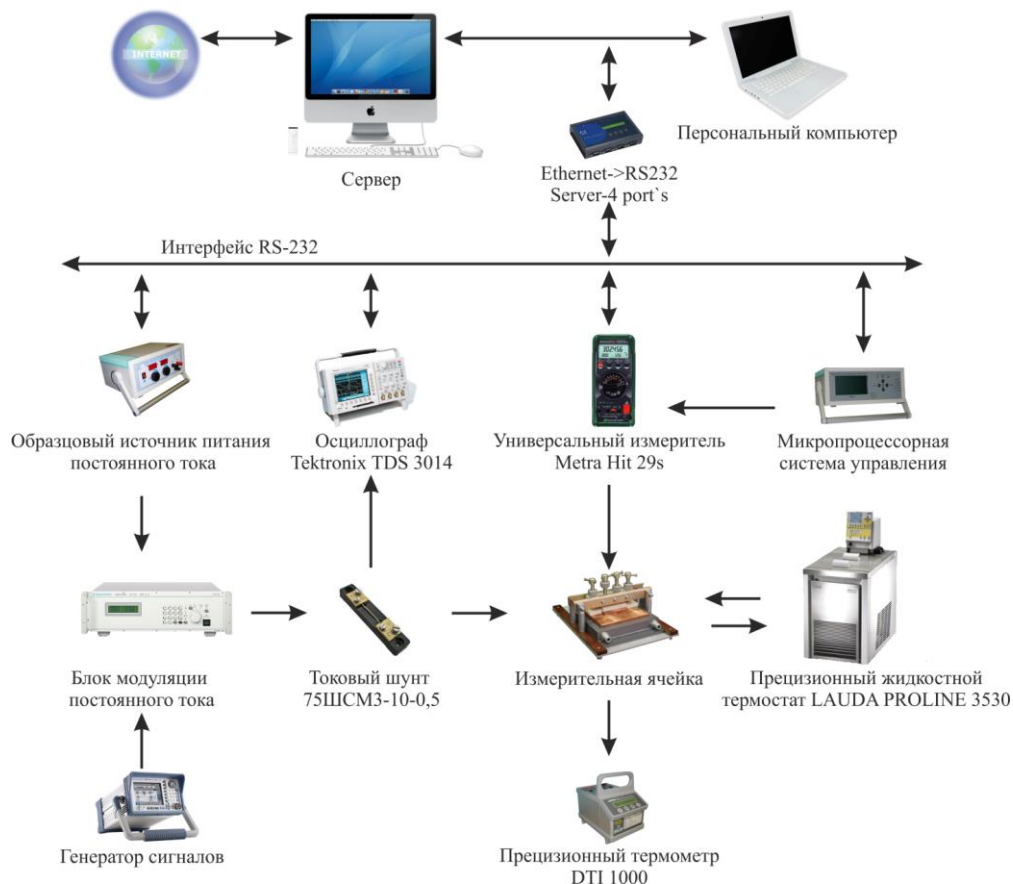 INTERNET
Сервер
Ethernet->RS232
Server-4 port`s
Персональный компьютер
Интерфейс RS-232
Образцовый источник питания
постоянного тока
Осциллограф
Tektronix TDS 3014
Универсальный измеритель
Metra Hit 29s
Микропроцессорная
система управления
Блок модуляции
постоянного тока
Токовый шунт
75ШСМЗ-10-0,5
Измерительная ячейка
Прецизионный жидкостной
термостат LAUDA PROLINE 3530
Генератор сигналов
Прецизионный термометр
DTI 1000